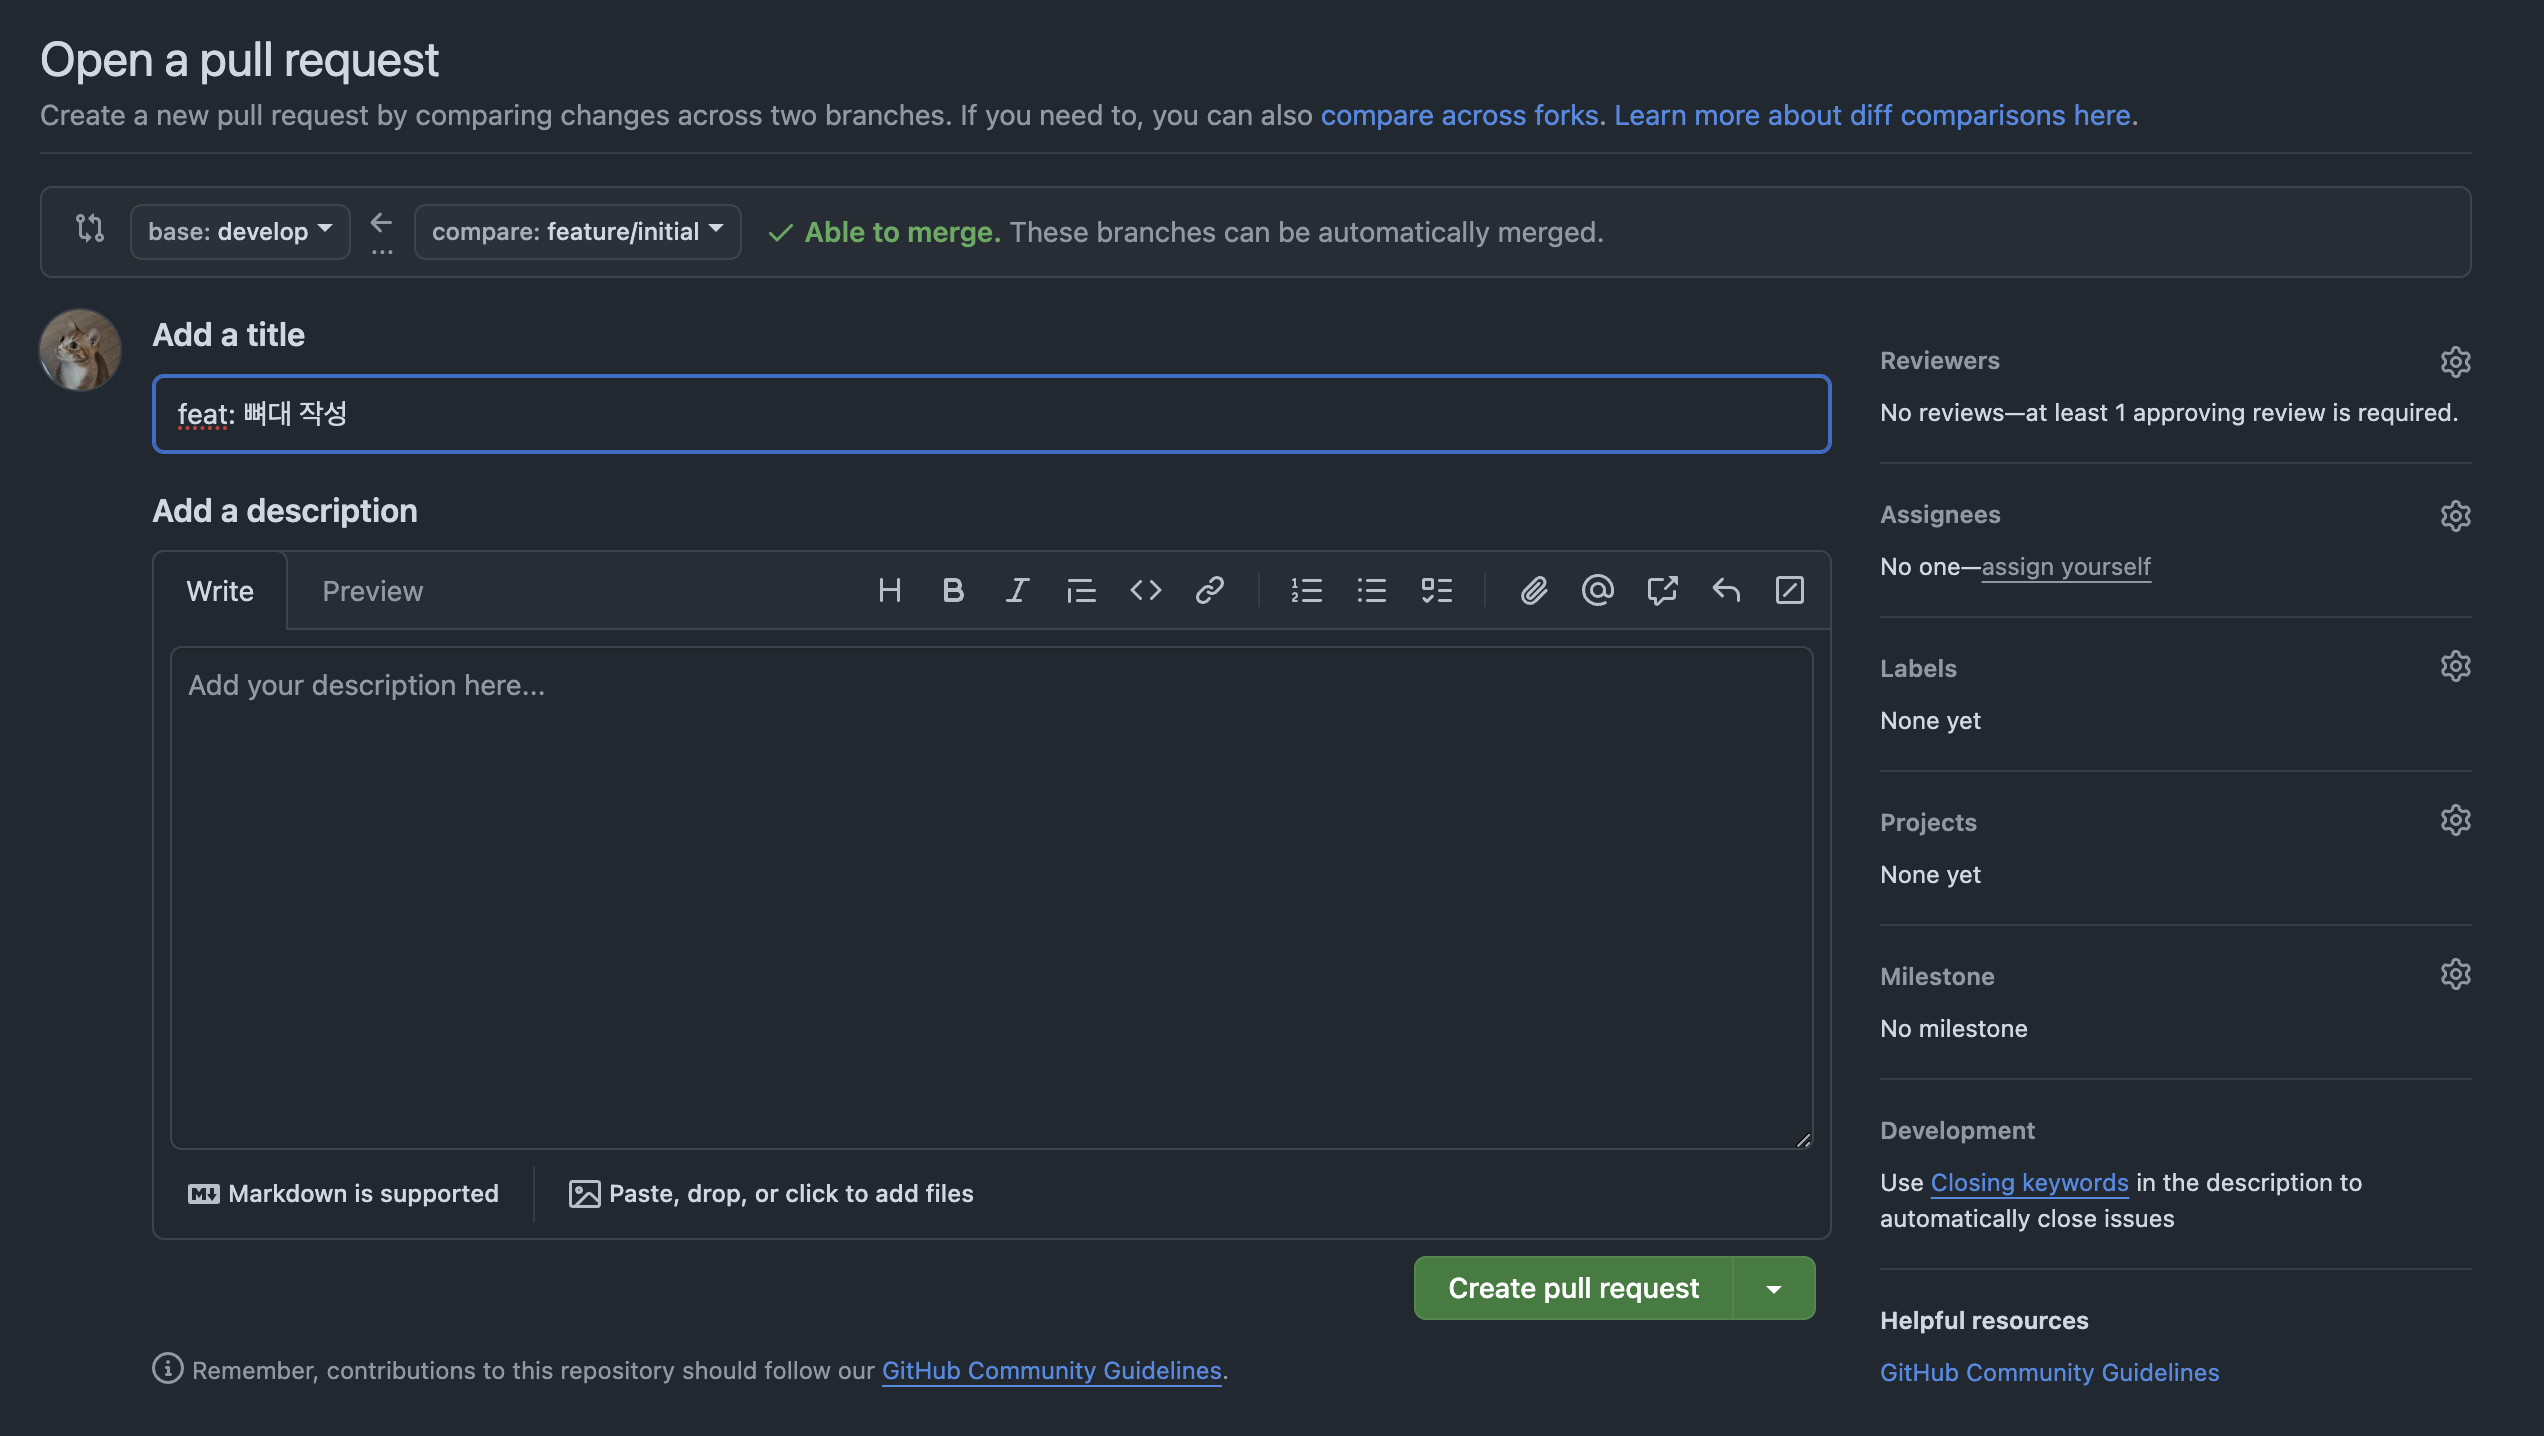 Open a pull request
Create a new pull request by comparing changes across two branches. If you need to, you can also compare across forks. Learn more about diff comparisons here.
base: develop
compare: feature/initial
Able to merge. These branches can be automatically merged.
Add a title
feat: 뼈대 작성
Add a description
Write
Preview
Add your description here...
Markdown is supported
Paste, drop, or click to add files
Create pull request
Remember, contributions to this repository should follow our GitHub Community Guidelines.
Reviewers
No reviews—at least 1 approving review is required.
Assignees
No one—assign yourself
Labels
None yet
Projects
None yet
Milestone
No milestone
Development
Use Closing keywords in the description to
automatically close issues
Helpful resources
GitHub Community Guidelines